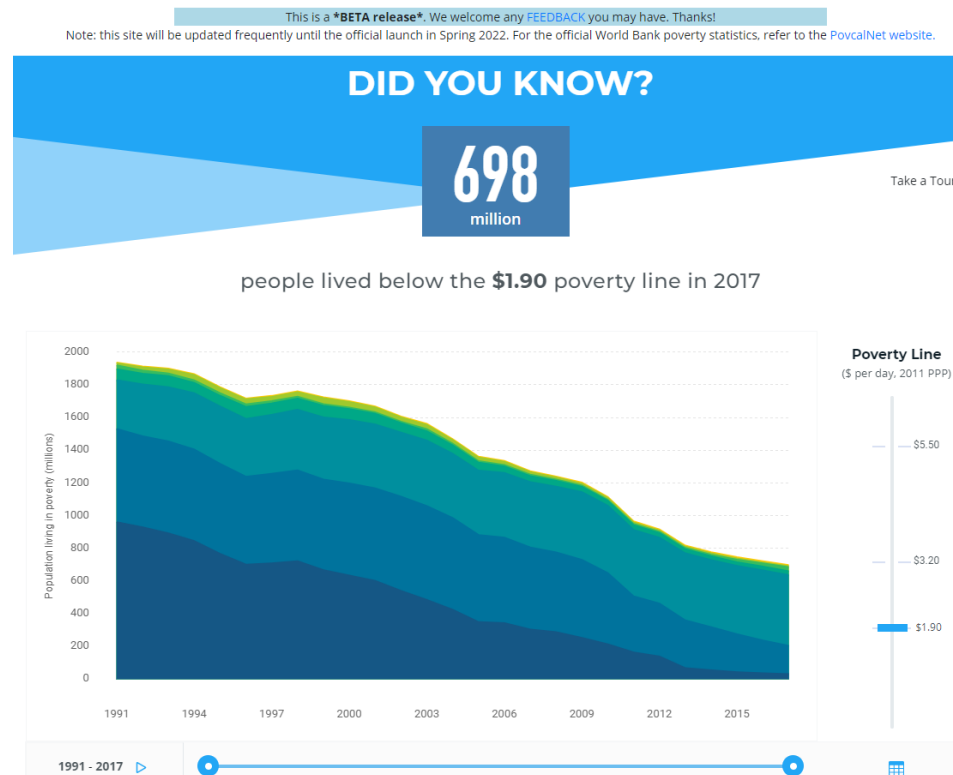 This is a *BETA release*. We welcome any FEEDBACK you may have. Thanks!
Note: this site will be updated frequently until the official launch in Spring 2022. For the official World Bank poverty statistics, refer to the PovcalNet website.
DID YOU KNOW?
698
million
Take a Tour
people lived below the $1.90 poverty line in 2017
Poverty Line
($ per day, 2011 PPP)
$5.50
$3.20
$1.90
Population living in poverty (millions)
2000
1800
1600
1400
1200
1000
800
600
400
200
0
1991 1994 1997 2000 2003 2006 2009 2012 2015
1991 - 2017